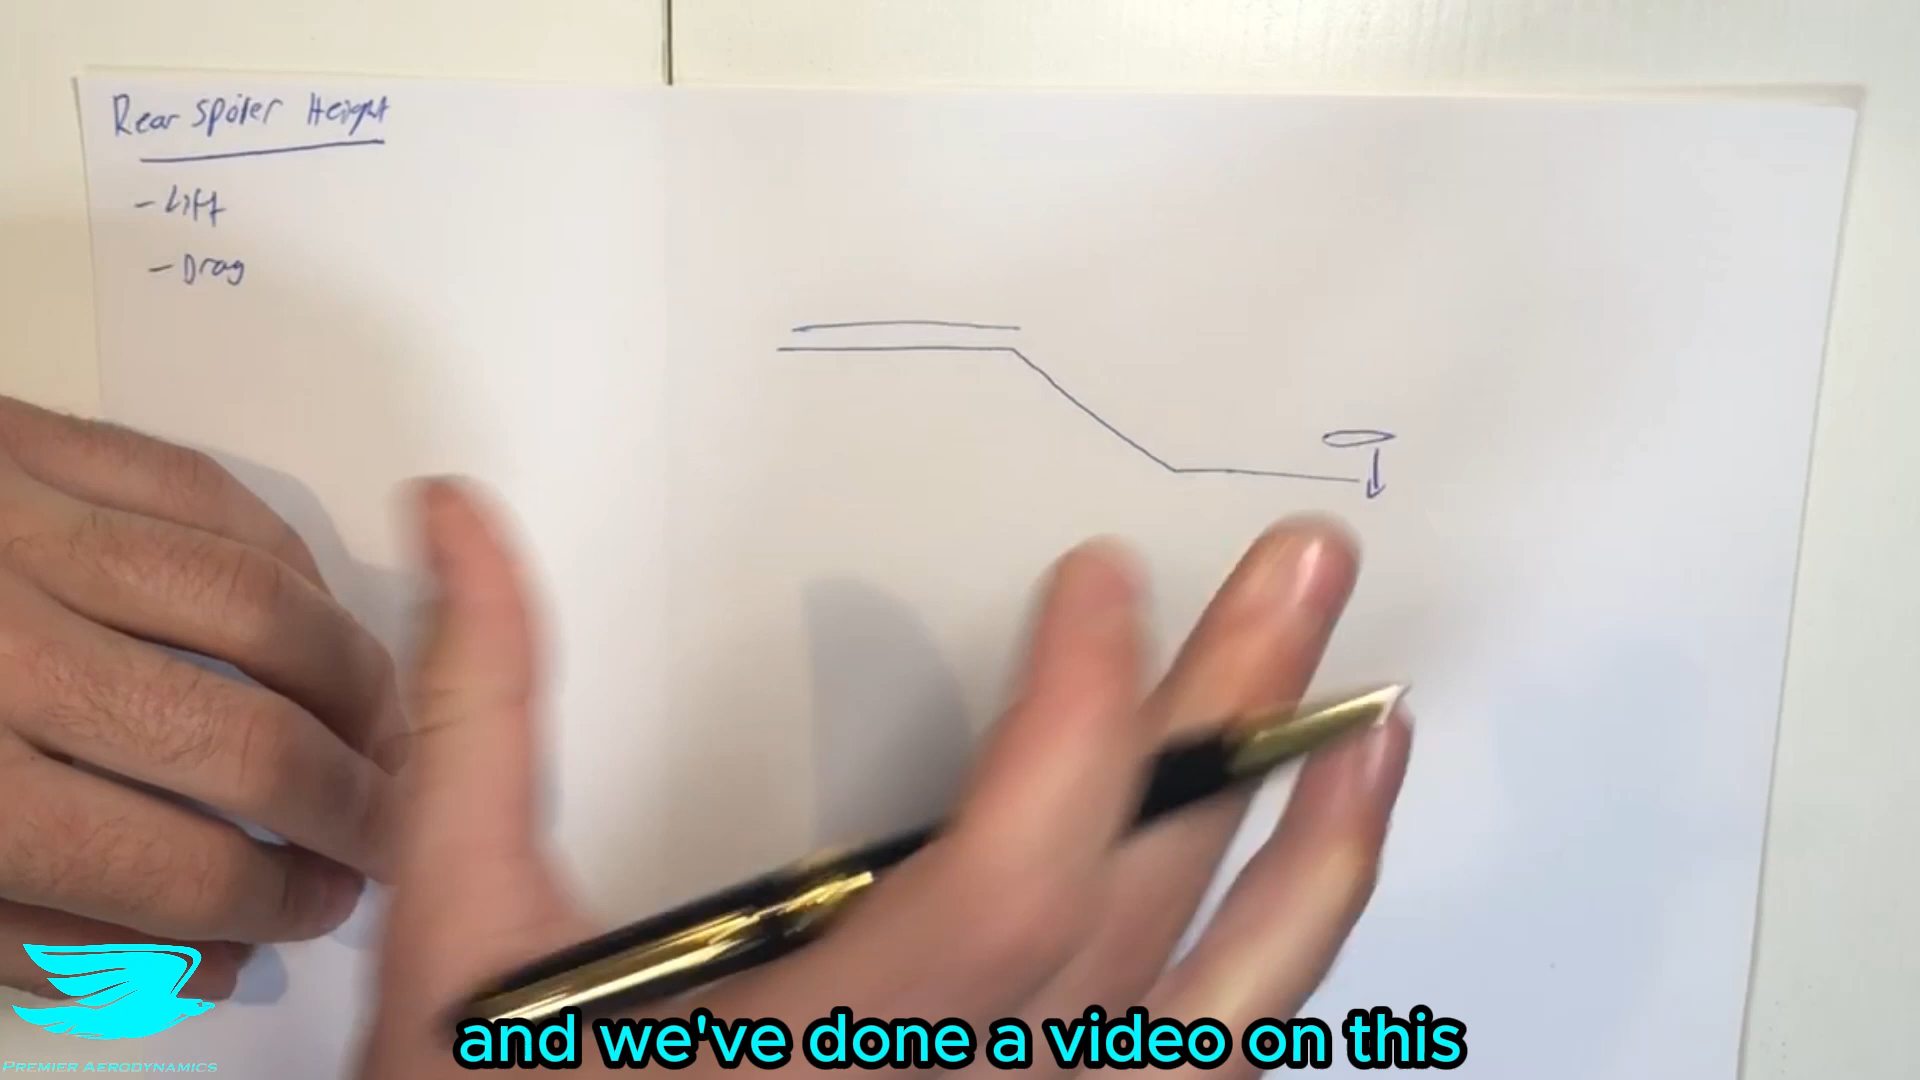 Rear Spoiler Height
- Lift
- Drag
and we've done a video on this
PREMIER AERODYNAMICS